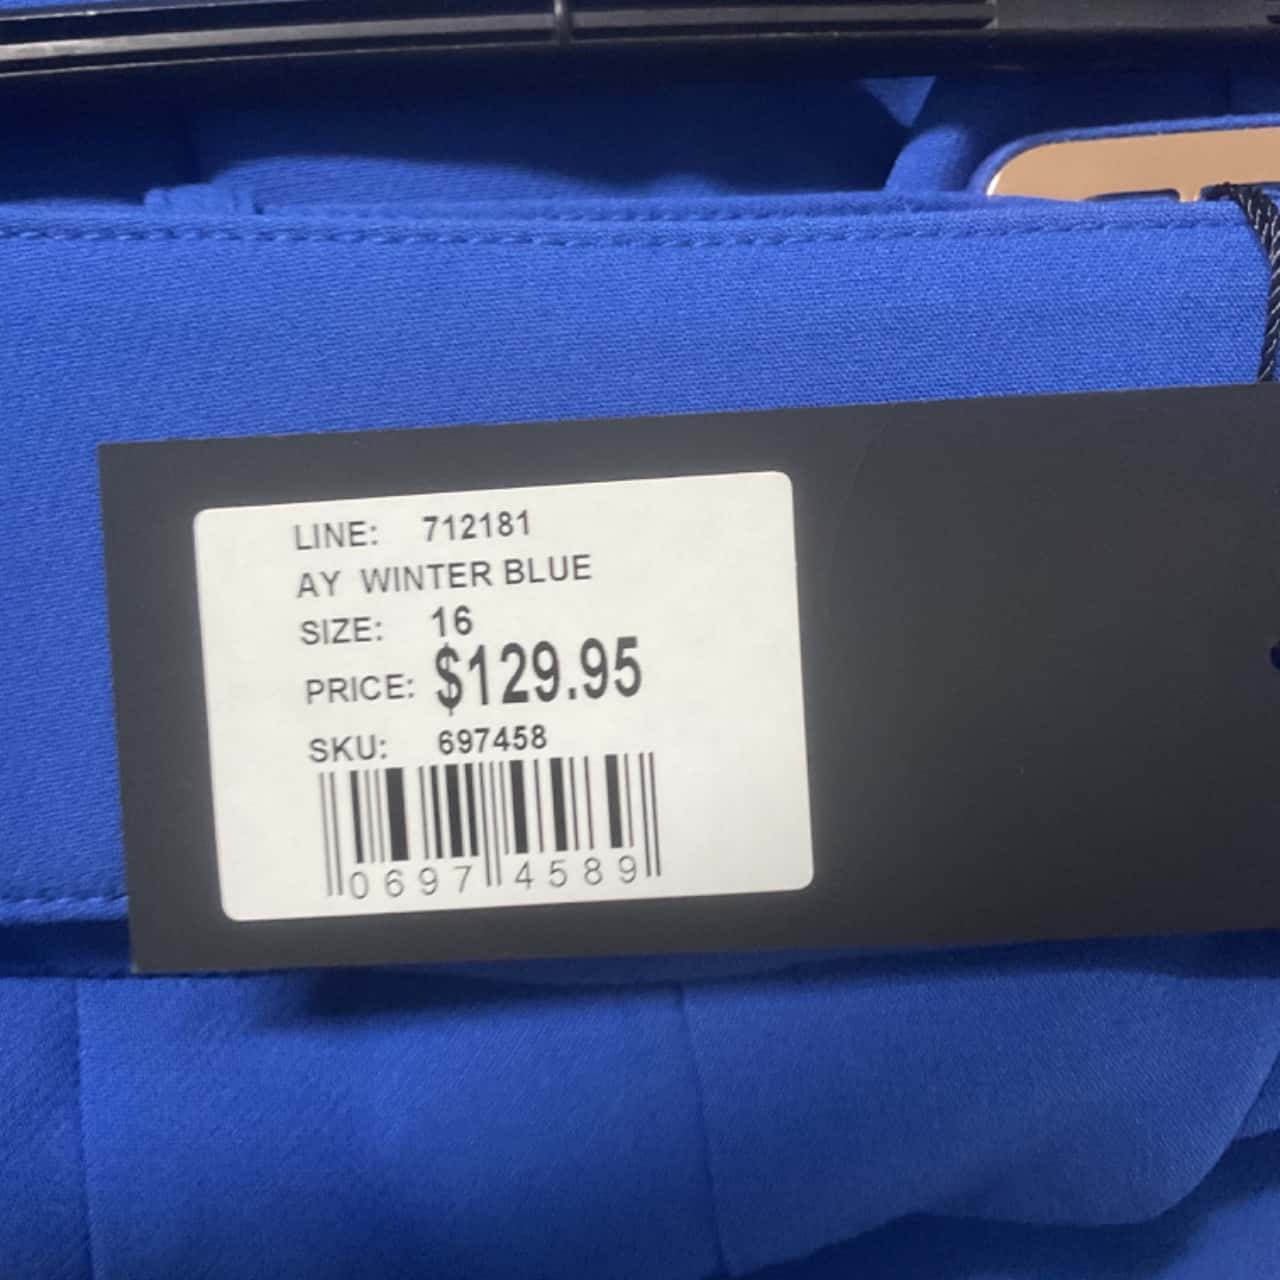 LINE: 712181
AY WINTER BLUE
SIZE: 16
PRICE: $129.95
SKU: 697458
0697 4589